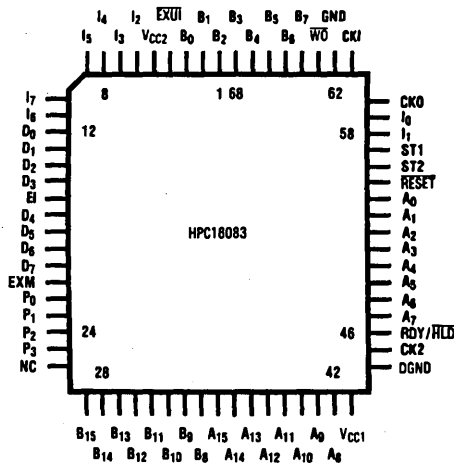 I4 I2 EXUI B1 B3 B5 B7 GND
I5 I3 VCC2 B0 B2 B4 B6 WO CKI
8 1 68 62
I7 CKO
I6 I0
D0 12 58 I1
D1 ST1
D2 ST2
D3 RESET
EI A0
D4 A1
D5 HPC18083 A2
D6 A3
D7 A4
EXM A5
P0 A6
P1 A7
P2 24 46 RDY/HLD
P3 CK2
NC 28 42 DGND
B15 B13 B11 B9 A15 A13 A11 A9 VCC1
B14 B12 B10 B8 A14 A12 A10 A8